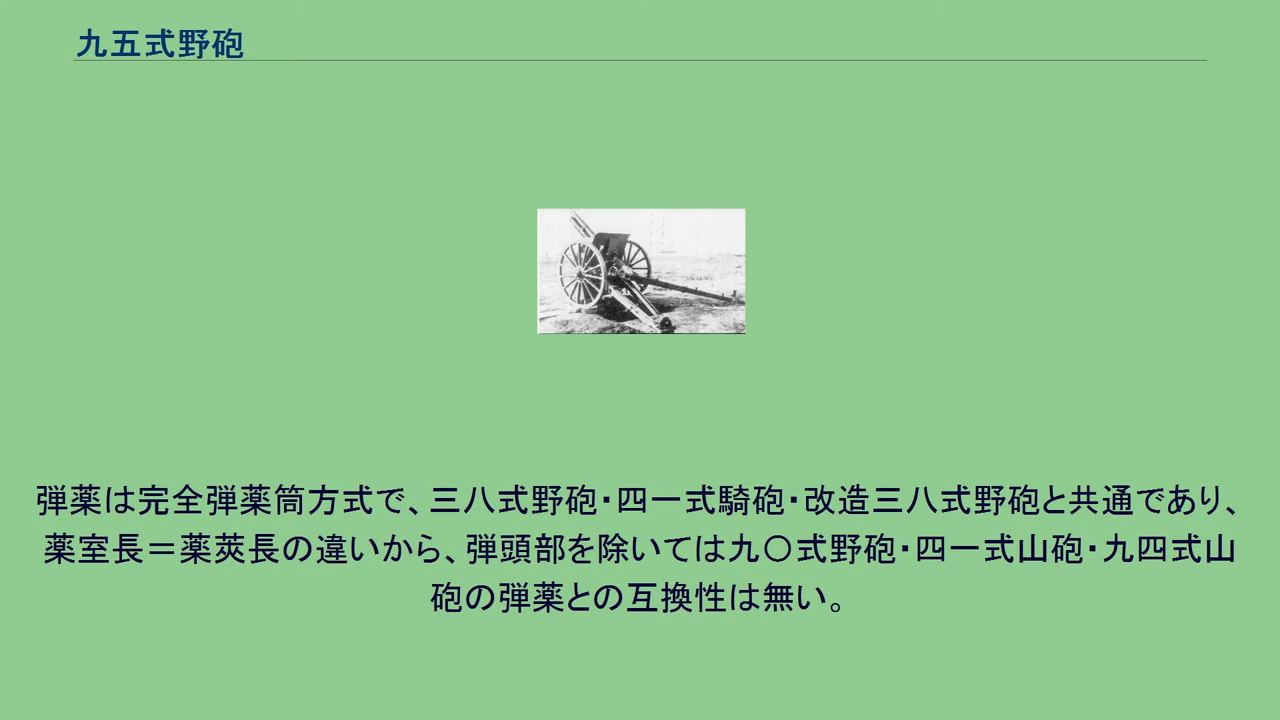 九五式野砲
弾薬は完全弾薬筒方式で、三八式野砲・四一式騎砲・改造三八式野砲と共通であり、
薬室長＝薬莢長の違いから、弾頭部を除いては九〇式野砲・四一式山砲・九四式山
砲の弾薬との互換性は無い。